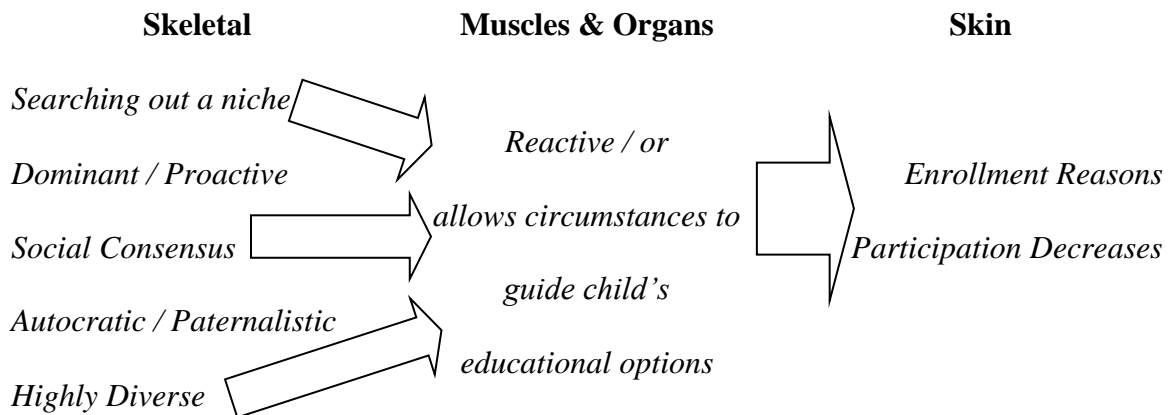 Skeletal
Muscles & Organs
Skin
Searching out a niche
Dominant / Proactive
Social Consensus
Autocratic / Paternalistic
Highly Diverse
Reactive / or
allows circumstances to
guide child’s
educational options
Enrollment Reasons
Participation Decreases